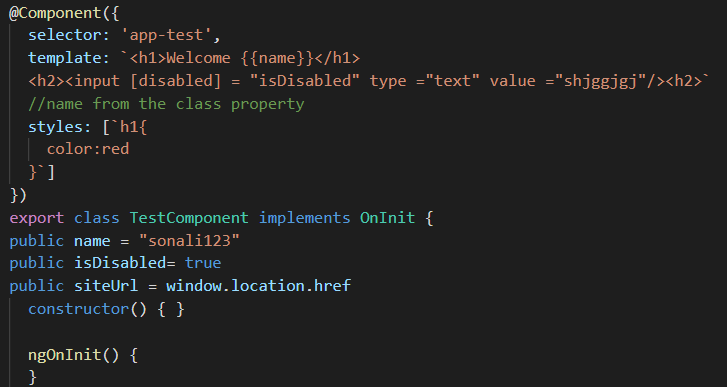 @Component({
  selector: 'app-test',
  template: `<h1>Welcome {{name}}</h1>
  <h2><input [disabled] = "isDisabled" type ="text" value ="shjggjgj"/><h2>`
  //name from the class property
  styles: [`h1{
    color:red
  }`]
})
export class TestComponent implements OnInit {
public name = "sonali123"
public isDisabled= true
public siteUrl = window.location.href
  constructor() { }

  ngOnInit() {
  }